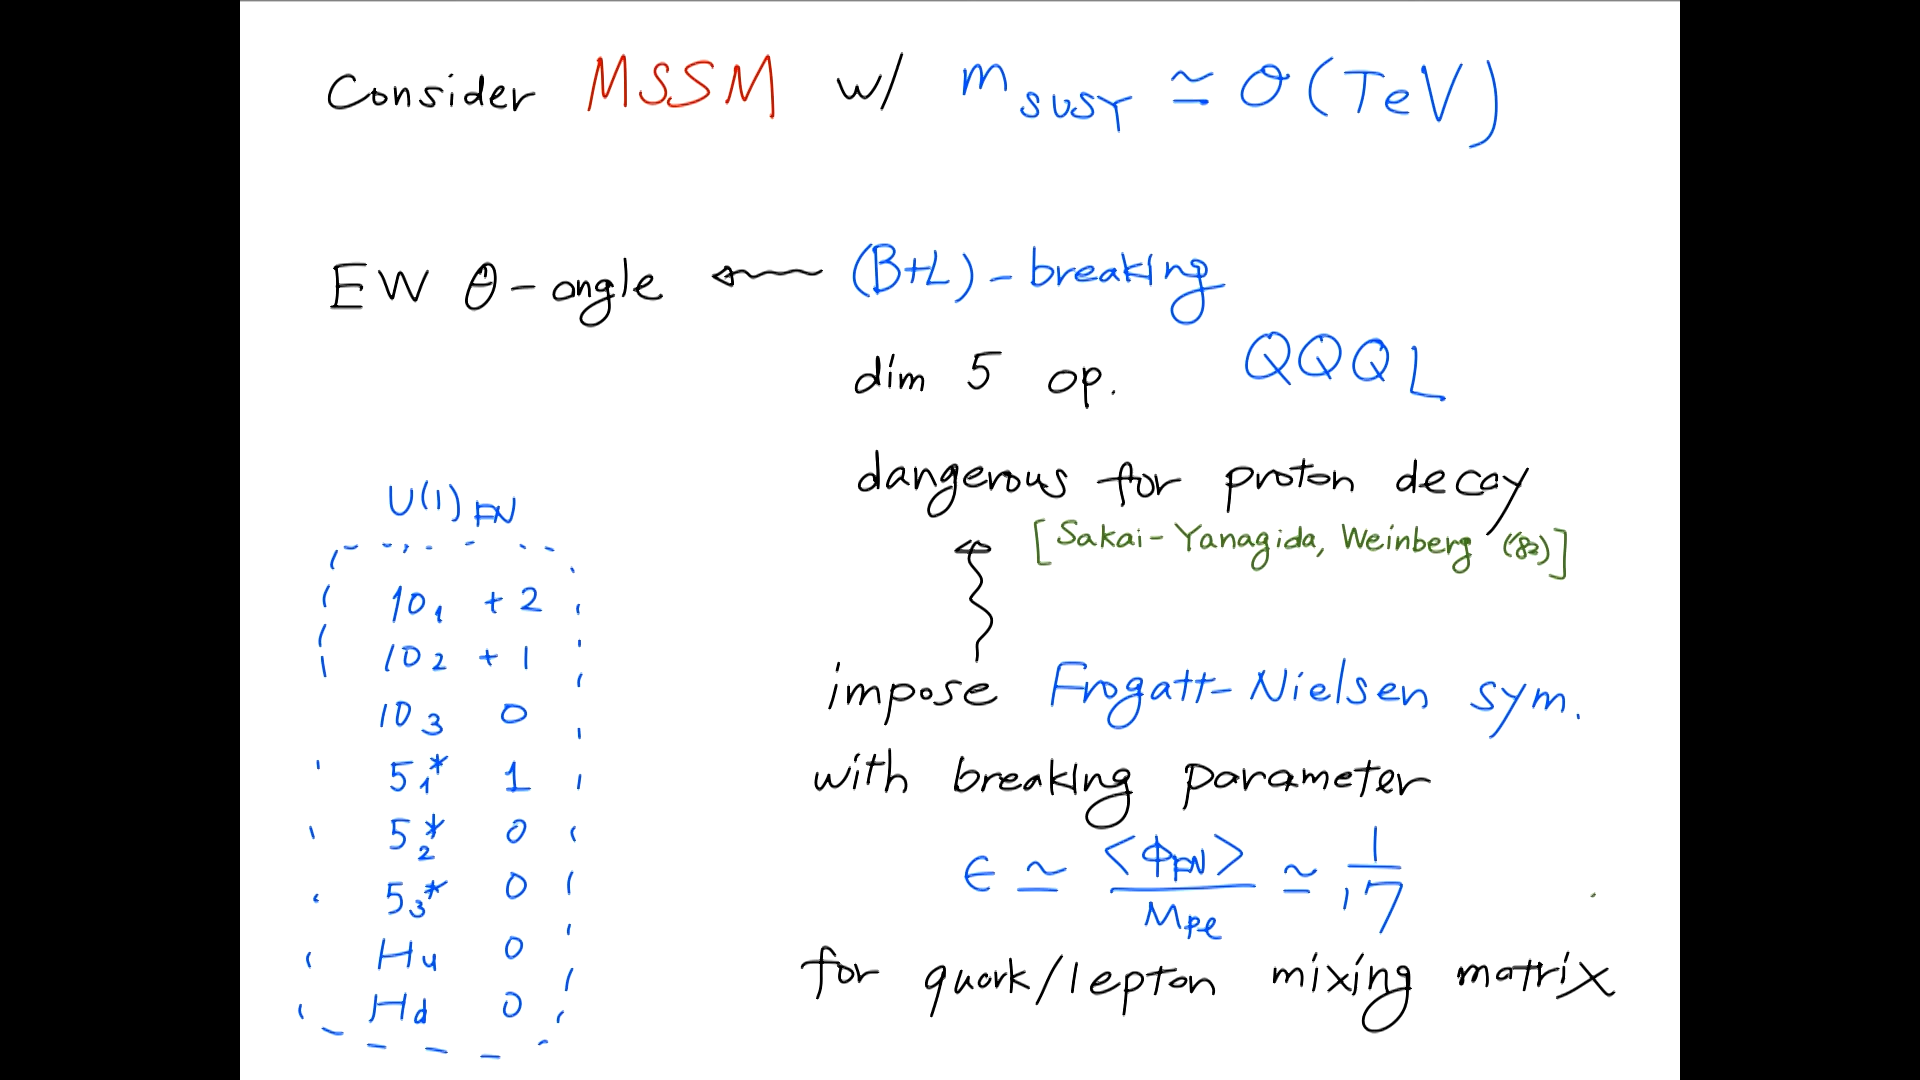 Consider MSSM w/ m_SUSY ≃ O(TeV)
EW θ-angle ← (B+L)-breaking
dim 5 op. QQQL
dangerous for proton decay
[Sakai-Yanagida, Weinberg ('82)]
impose Frogatt-Nielsen sym.
with breaking parameter
ϵ ≃ <ϕ_FN> / M_Pl ≃ 1/17
for quark/lepton mixing matrix
U(1)_FN
10_1 +2
10_2 +1
10_3 0
5_1^* 1
5_2^* 0
5_3^* 0
H_u 0
H_d 0